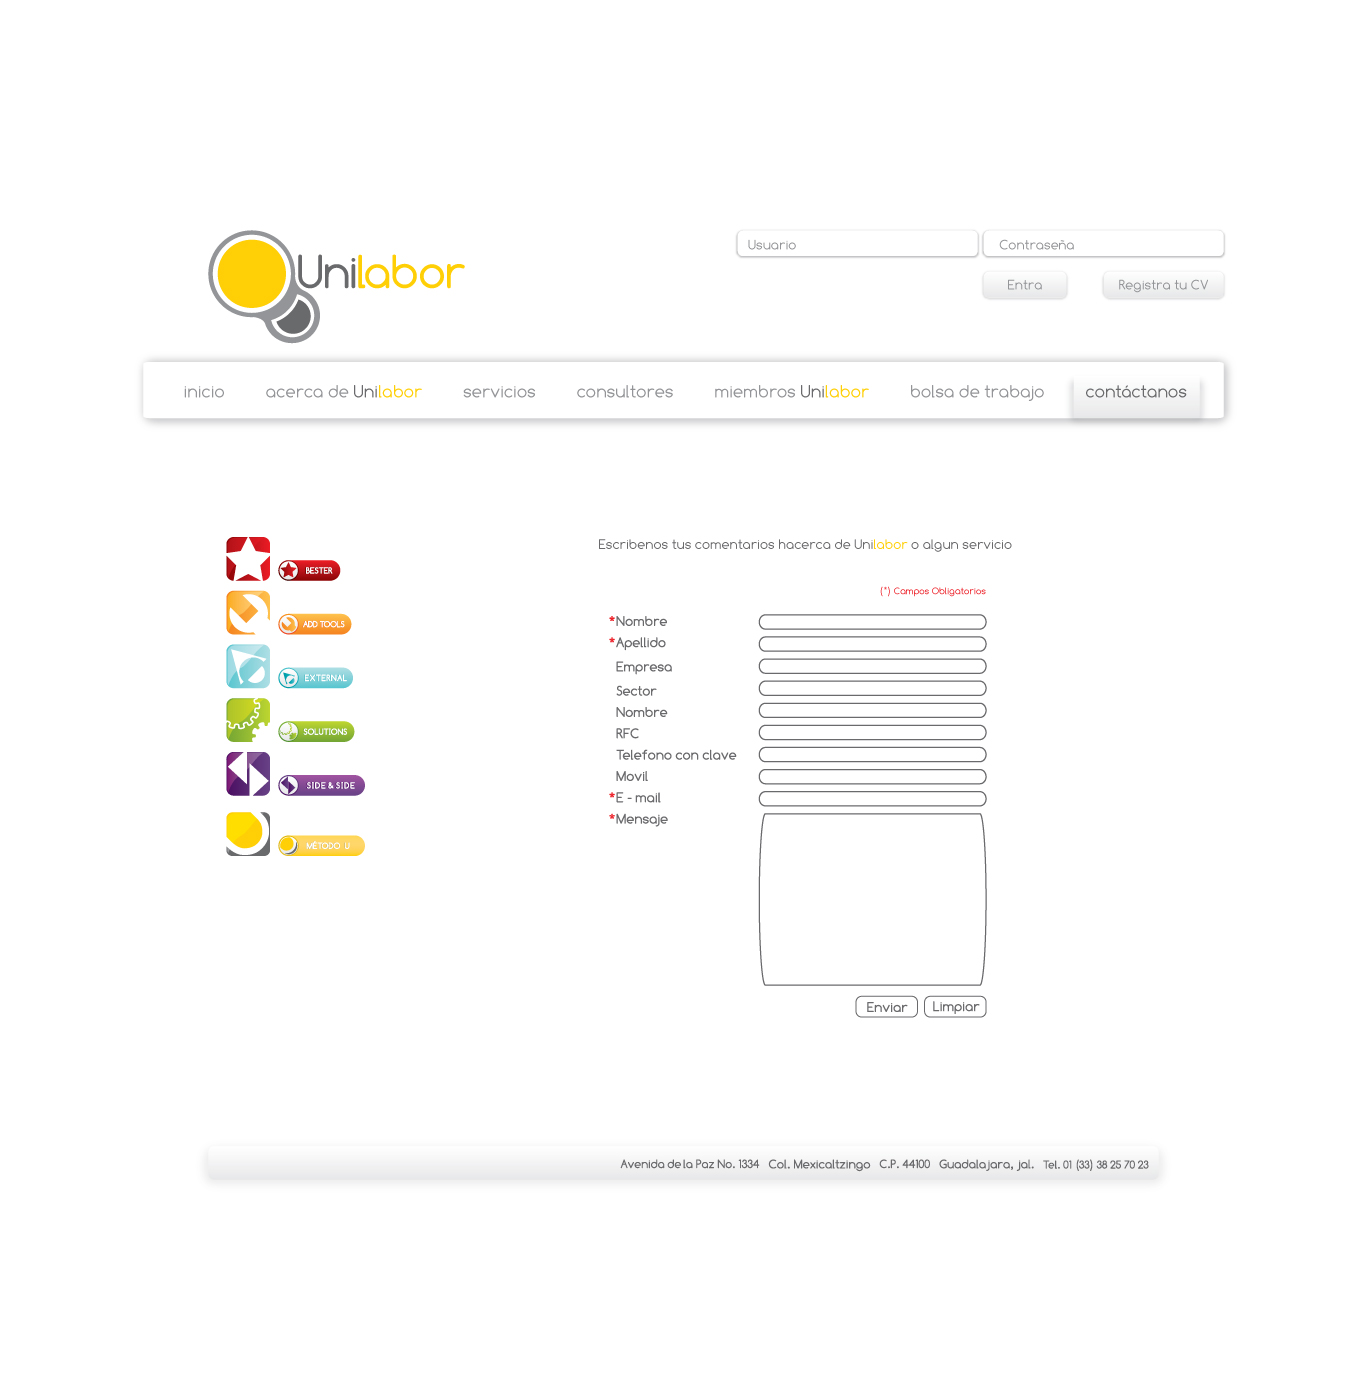 Unilabor
Usuario
Contraseña
Entra
Registra tu CV
inicio
acerca de Unilabor
servicios
consultores
miembros Unilabor
bolsa de trabajo
contáctanos
BESTER
ADD TOOLS
EXTERNAL
SOLUTIONS
SIDE & SIDE
MÉTODO U
Escribenos tus comentarios hacerca de Unilabor o algun servicio
(*) Campos Obligatorios
*Nombre
*Apellido
Empresa
Sector
Nombre
RFC
Telefono con clave
Movil
*E - mail
*Mensaje
Enviar
Limpiar
Avenida de la Paz No. 1334 Col. Mexicaltzingo C.P. 44100 Guadalajara, jal. Tel. 01 (33) 38 25 70 23